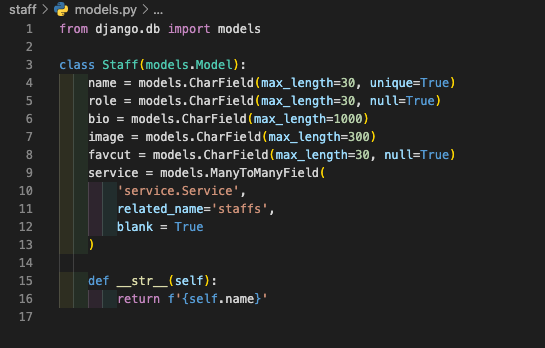 staff > models.py > ...
1 from django.db import models
2
3 class Staff(models.Model):
4     name = models.CharField(max_length=30, unique=True)
5     role = models.CharField(max_length=30, null=True)
6     bio = models.CharField(max_length=1000)
7     image = models.CharField(max_length=300)
8     favcut = models.CharField(max_length=30, null=True)
9     service = models.ManyToManyField(
10         'service.Service',
11         related_name='staffs',
12         blank = True
13     )
14
15     def __str__(self):
16         return f'{self.name}'
17